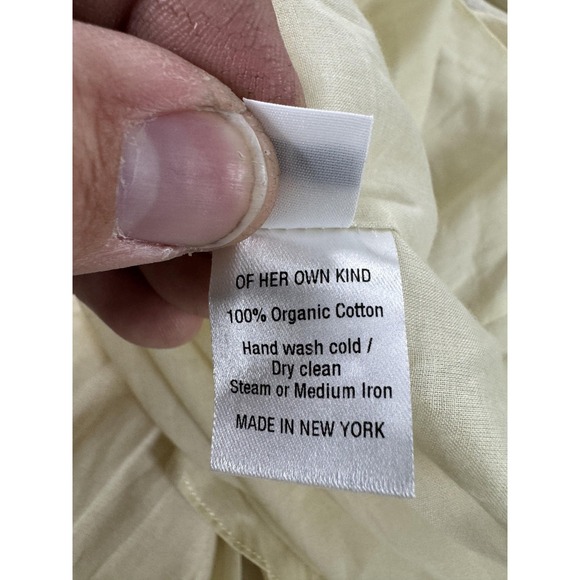 OF HER OWN KIND
100% Organic Cotton
Hand wash cold /
Dry clean
Steam or Medium Iron
MADE IN NEW YORK